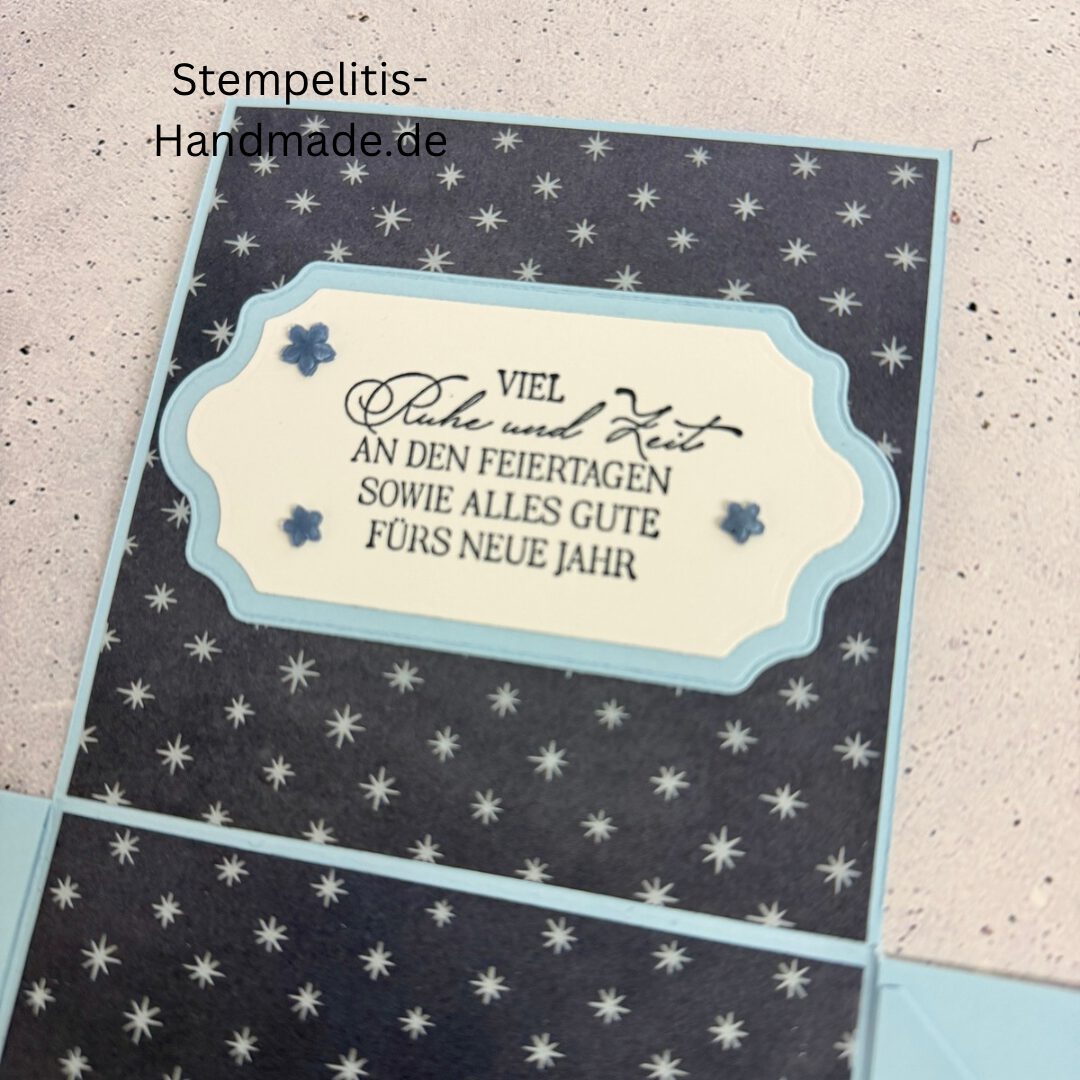 Stempelitis-
Handmade.de
VIEL
Ruhe und Zeit
AN DEN FEIERTAGEN
SOWIE ALLES GUTE
FÜRS NEUE JAHR